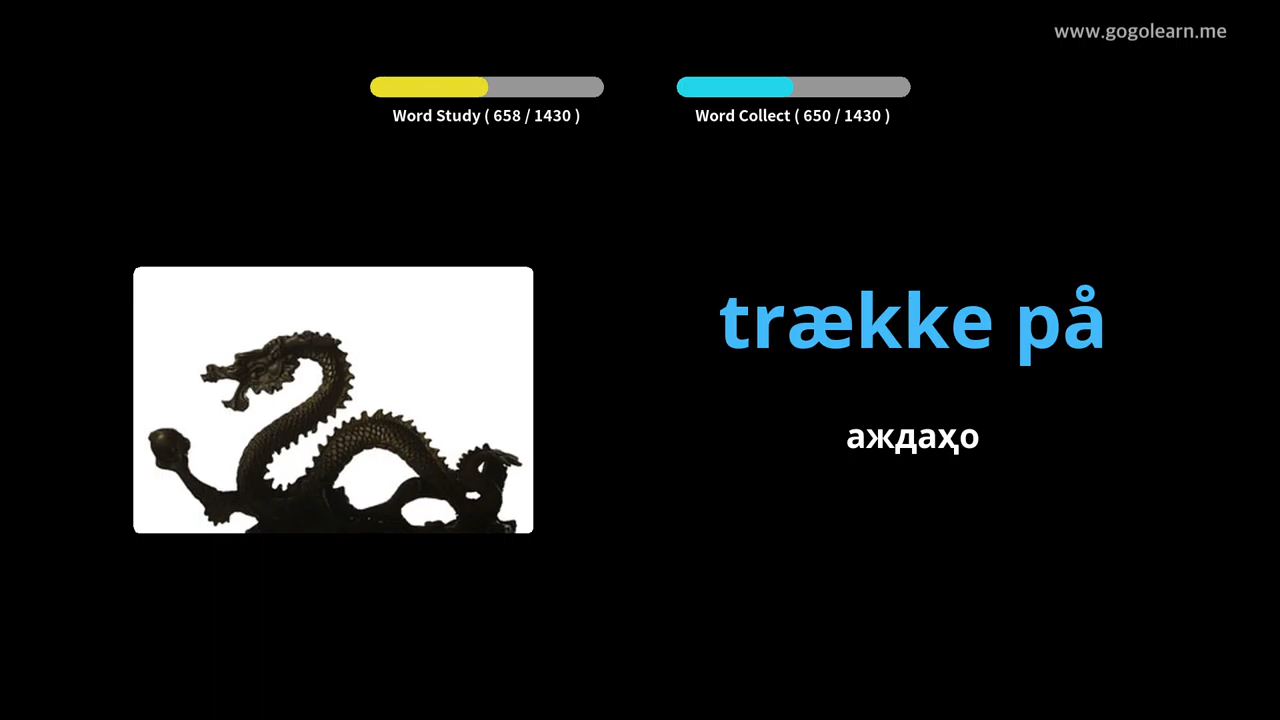 www.gogolearn.me
Word Study ( 658 / 1430 )
Word Collect ( 650 / 1430 )
trække på
аждаҳо